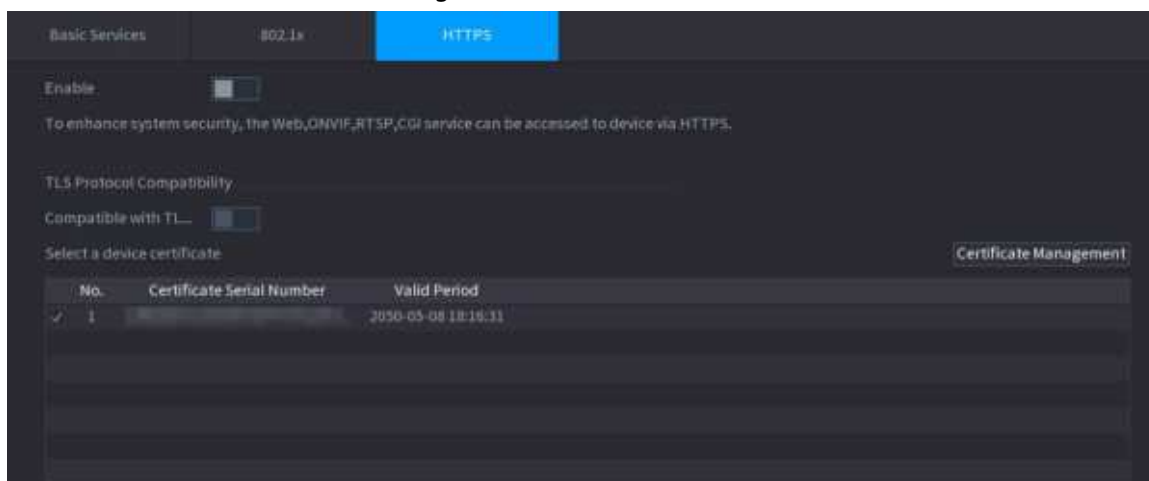 Basic Services 802.1x HTTPS
Enable
To enhance system security, the Web,ONVIF,RTSP,CGI service can be accessed to device via HTTPS.
TLS Protocol Compatibility
Compatible with TL...
Select a device certificate Certificate Management
No. Certificate Serial Number Valid Period
1 2050-05-08 18:16:31